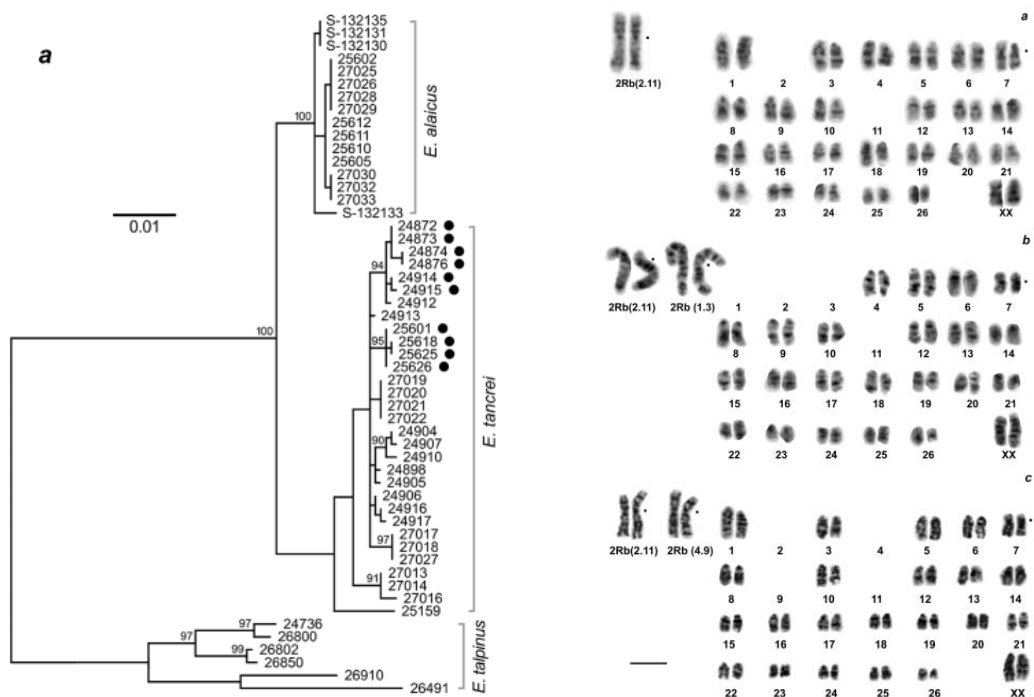 a
S-132135
S-132131
S-132130
25602
27025
27026
27028
27029
25612
25611
25610
25605
27030
27032
27033
S-132133
100
E. alaicus
0.01
24872
24873
24874
24876
94
24914
24915
24912
24913
100
25601
95
25618
25625
25626
27019
27020
27021
27022
24904
90
24907
24910
24898
24905
24906
24916
24917
27017
97
27018
27027
27013
91
27014
27016
25159
E. tancrei
24736
97
97
26800
26802
99
26850
26910
26491
E. talpinus
a
2Rb(2.11) 1 2 3 4 5 6 7
8 9 10 11 12 13 14
15 16 17 18 19 20 21
22 23 24 25 26 XX
b
2Rb(2.11) 2Rb (1.3) 1 2 3 4 5 6 7
8 9 10 11 12 13 14
15 16 17 18 19 20 21
22 23 24 25 26 XX
c
2Rb(2.11) 2Rb (4.9) 1 2 3 4 5 6 7
8 9 10 11 12 13 14
15 16 17 18 19 20 21
22 23 24 25 26 XX